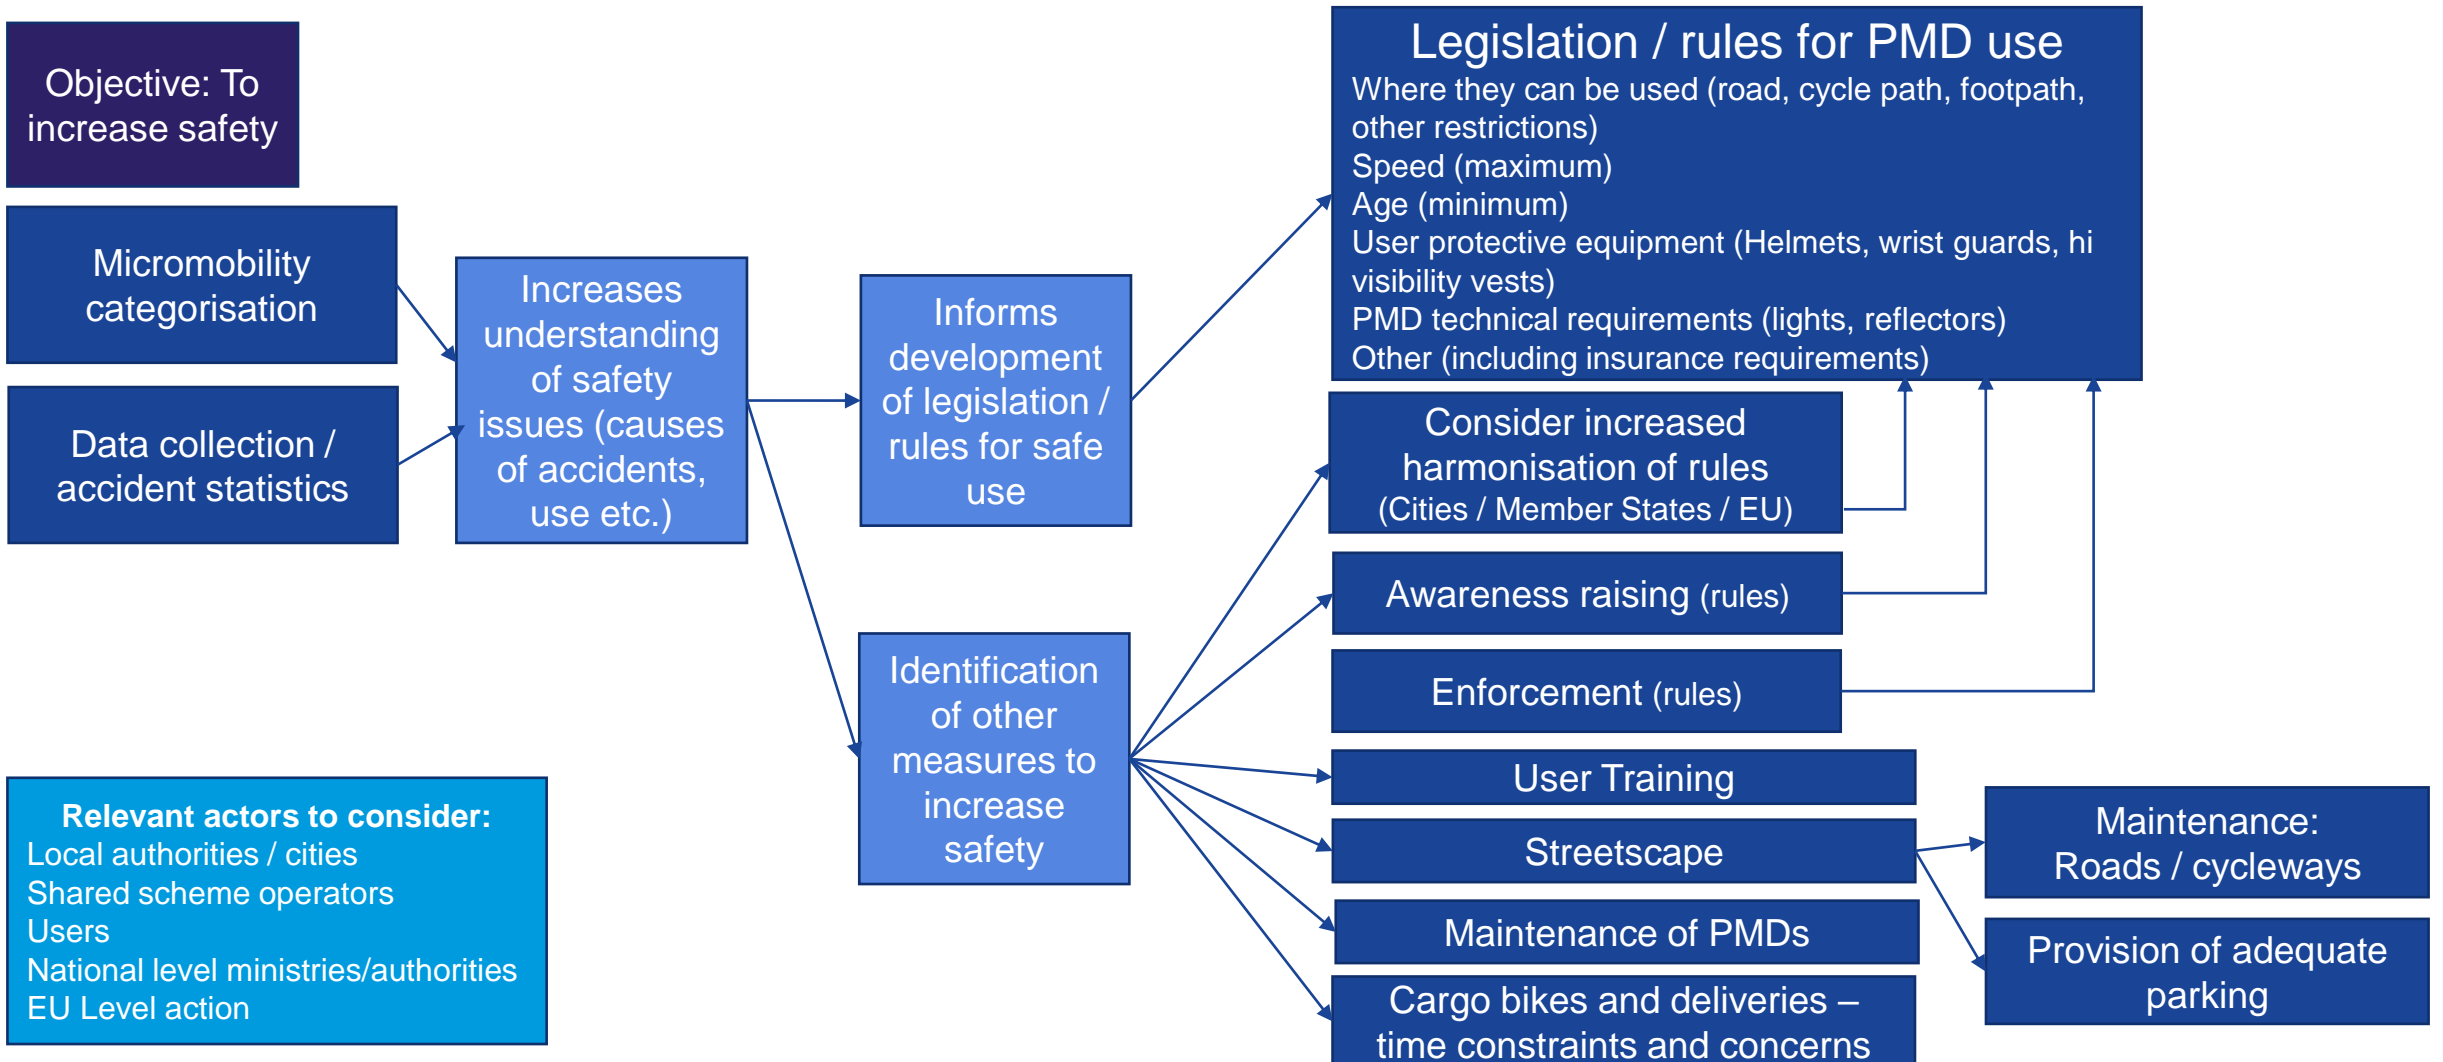 Objective: To
increase safety
Micromobility
categorisation
Data collection /
accident statistics
Increases
understanding
of safety
issues (causes
of accidents,
use etc.)
Informs
development
of legislation /
rules for safe
use
Identification
of other
measures to
increase
safety
Legislation / rules for PMD use
Where they can be used (road, cycle path, footpath,
other restrictions)
Speed (maximum)
Age (minimum)
User protective equipment (Helmets, wrist guards, hi
visibility vests)
PMD technical requirements (lights, reflectors)
Other (including insurance requirements)
Consider increased
harmonisation of rules
(Cities / Member States / EU)
Awareness raising (rules)
Enforcement (rules)
User Training
Streetscape
Maintenance of PMDs
Cargo bikes and deliveries –
time constraints and concerns
Maintenance:
Roads / cycleways
Provision of adequate
parking
Relevant actors to consider:
Local authorities / cities
Shared scheme operators
Users
National level ministries/authorities
EU Level action